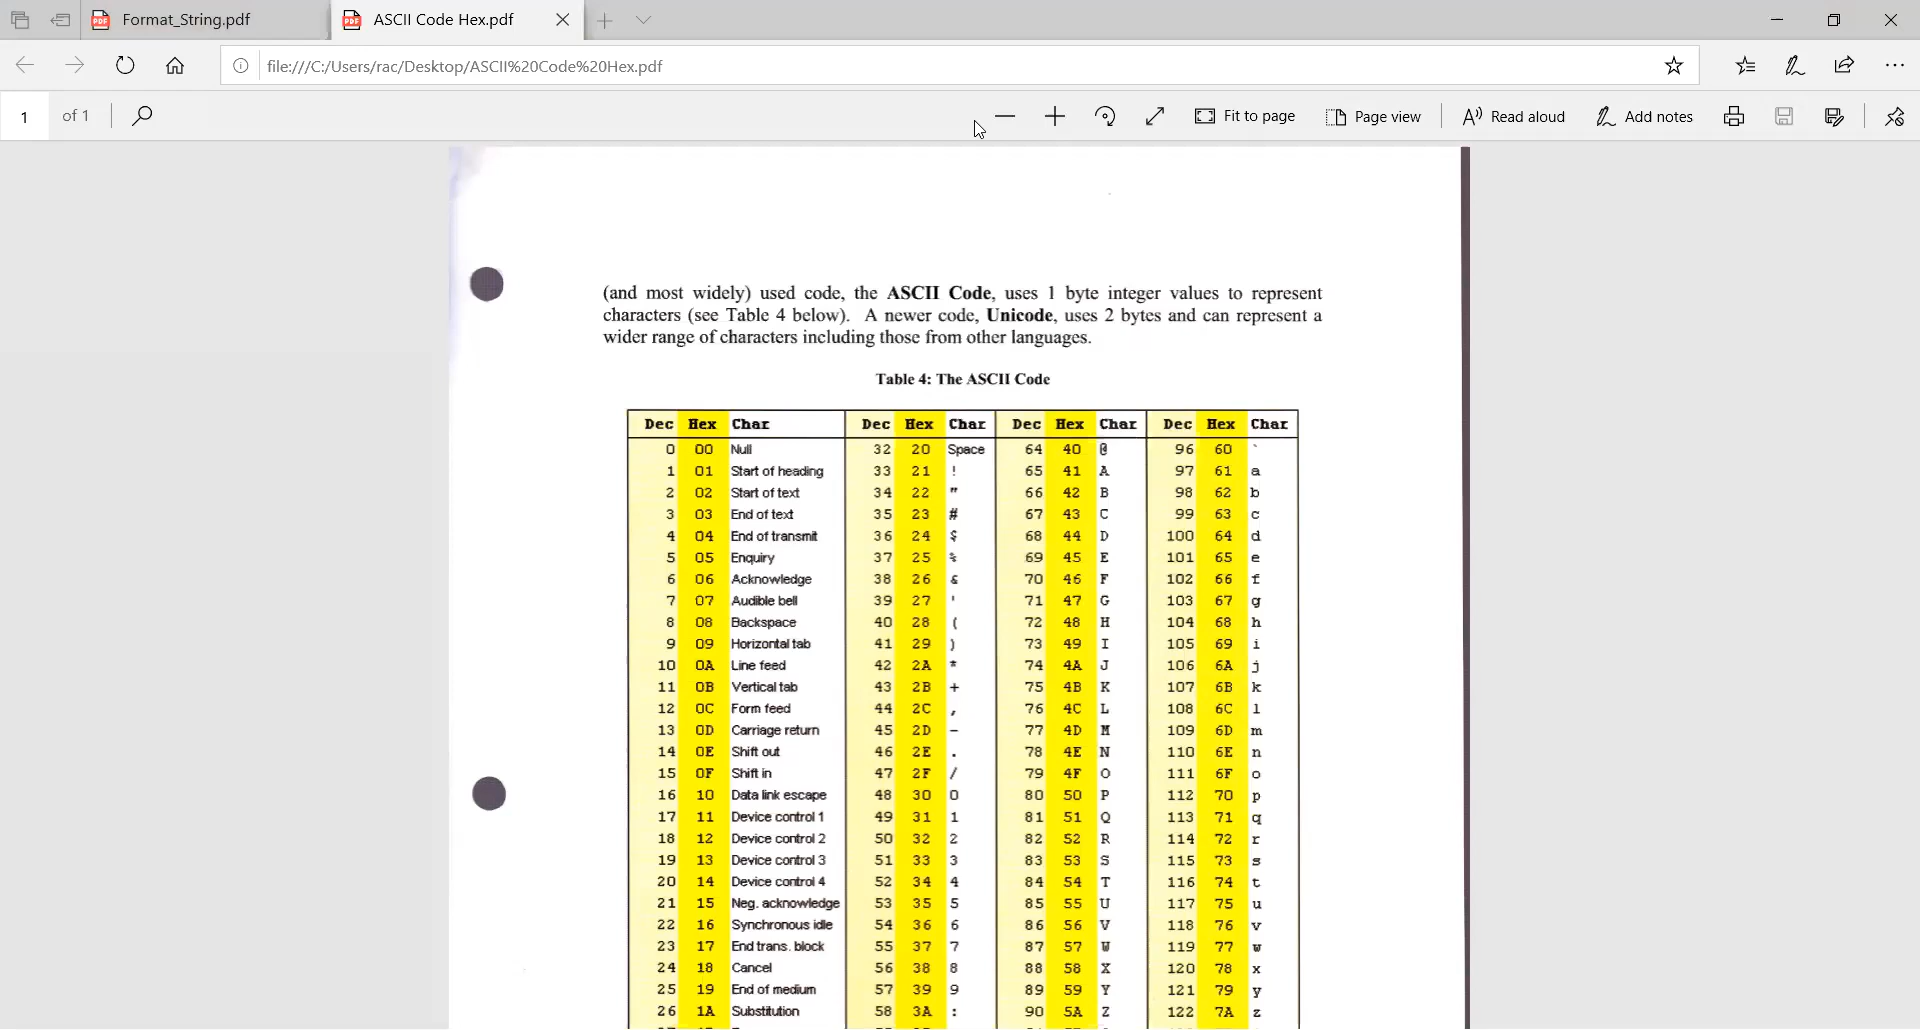 Format_String.pdf
ASCII Code Hex.pdf
file:///C:/Users/rac/Desktop/ASCII%20Code%20Hex.pdf
1 of 1
Fit to page
Page view
Read aloud
Add notes
(and most widely) used code, the ASCII Code, uses 1 byte integer values to represent
characters (see Table 4 below). A newer code, Unicode, uses 2 bytes and can represent a
wider range of characters including those from other languages.
Table 4: The ASCII Code
Dec Hex Char Dec Hex Char Dec Hex Char Dec Hex Char
0 00 Null 32 20 Space 64 40 @ 96 60 `
1 01 Start of heading 33 21 ! 65 41 A 97 61 a
2 02 Start of text 34 22 " 66 42 B 98 62 b
3 03 End of text 35 23 # 67 43 C 99 63 c
4 04 End of transmit 36 24 $ 68 44 D 100 64 d
5 05 Enquiry 37 25 % 69 45 E 101 65 e
6 06 Acknowledge 38 26 & 70 46 F 102 66 f
7 07 Audible bell 39 27 ' 71 47 G 103 67 g
8 08 Backspace 40 28 ( 72 48 H 104 68 h
9 09 Horizontal tab 41 29 ) 73 49 I 105 69 i
10 0A Line feed 42 2A * 74 4A J 106 6A j
11 0B Vertical tab 43 2B + 75 4B K 107 6B k
12 0C Form feed 44 2C , 76 4C L 108 6C l
13 0D Carriage return 45 2D - 77 4D M 109 6D m
14 0E Shift out 46 2E . 78 4E N 110 6E n
15 0F Shift in 47 2F / 79 4F O 111 6F o
16 10 Data link escape 48 30 0 80 50 P 112 70 p
17 11 Device control 1 49 31 1 81 51 Q 113 71 q
18 12 Device control 2 50 32 2 82 52 R 114 72 r
19 13 Device control 3 51 33 3 83 53 S 115 73 s
20 14 Device control 4 52 34 4 84 54 T 116 74 t
21 15 Neg. acknowledge 53 35 5 85 55 U 117 75 u
22 16 Synchronous idle 54 36 6 86 56 V 118 76 v
23 17 End trans. block 55 37 7 87 57 W 119 77 w
24 18 Cancel 56 38 8 88 58 X 120 78 x
25 19 End of medium 57 39 9 89 59 Y 121 79 y
26 1A Substitution 58 3A : 90 5A Z 122 7A z